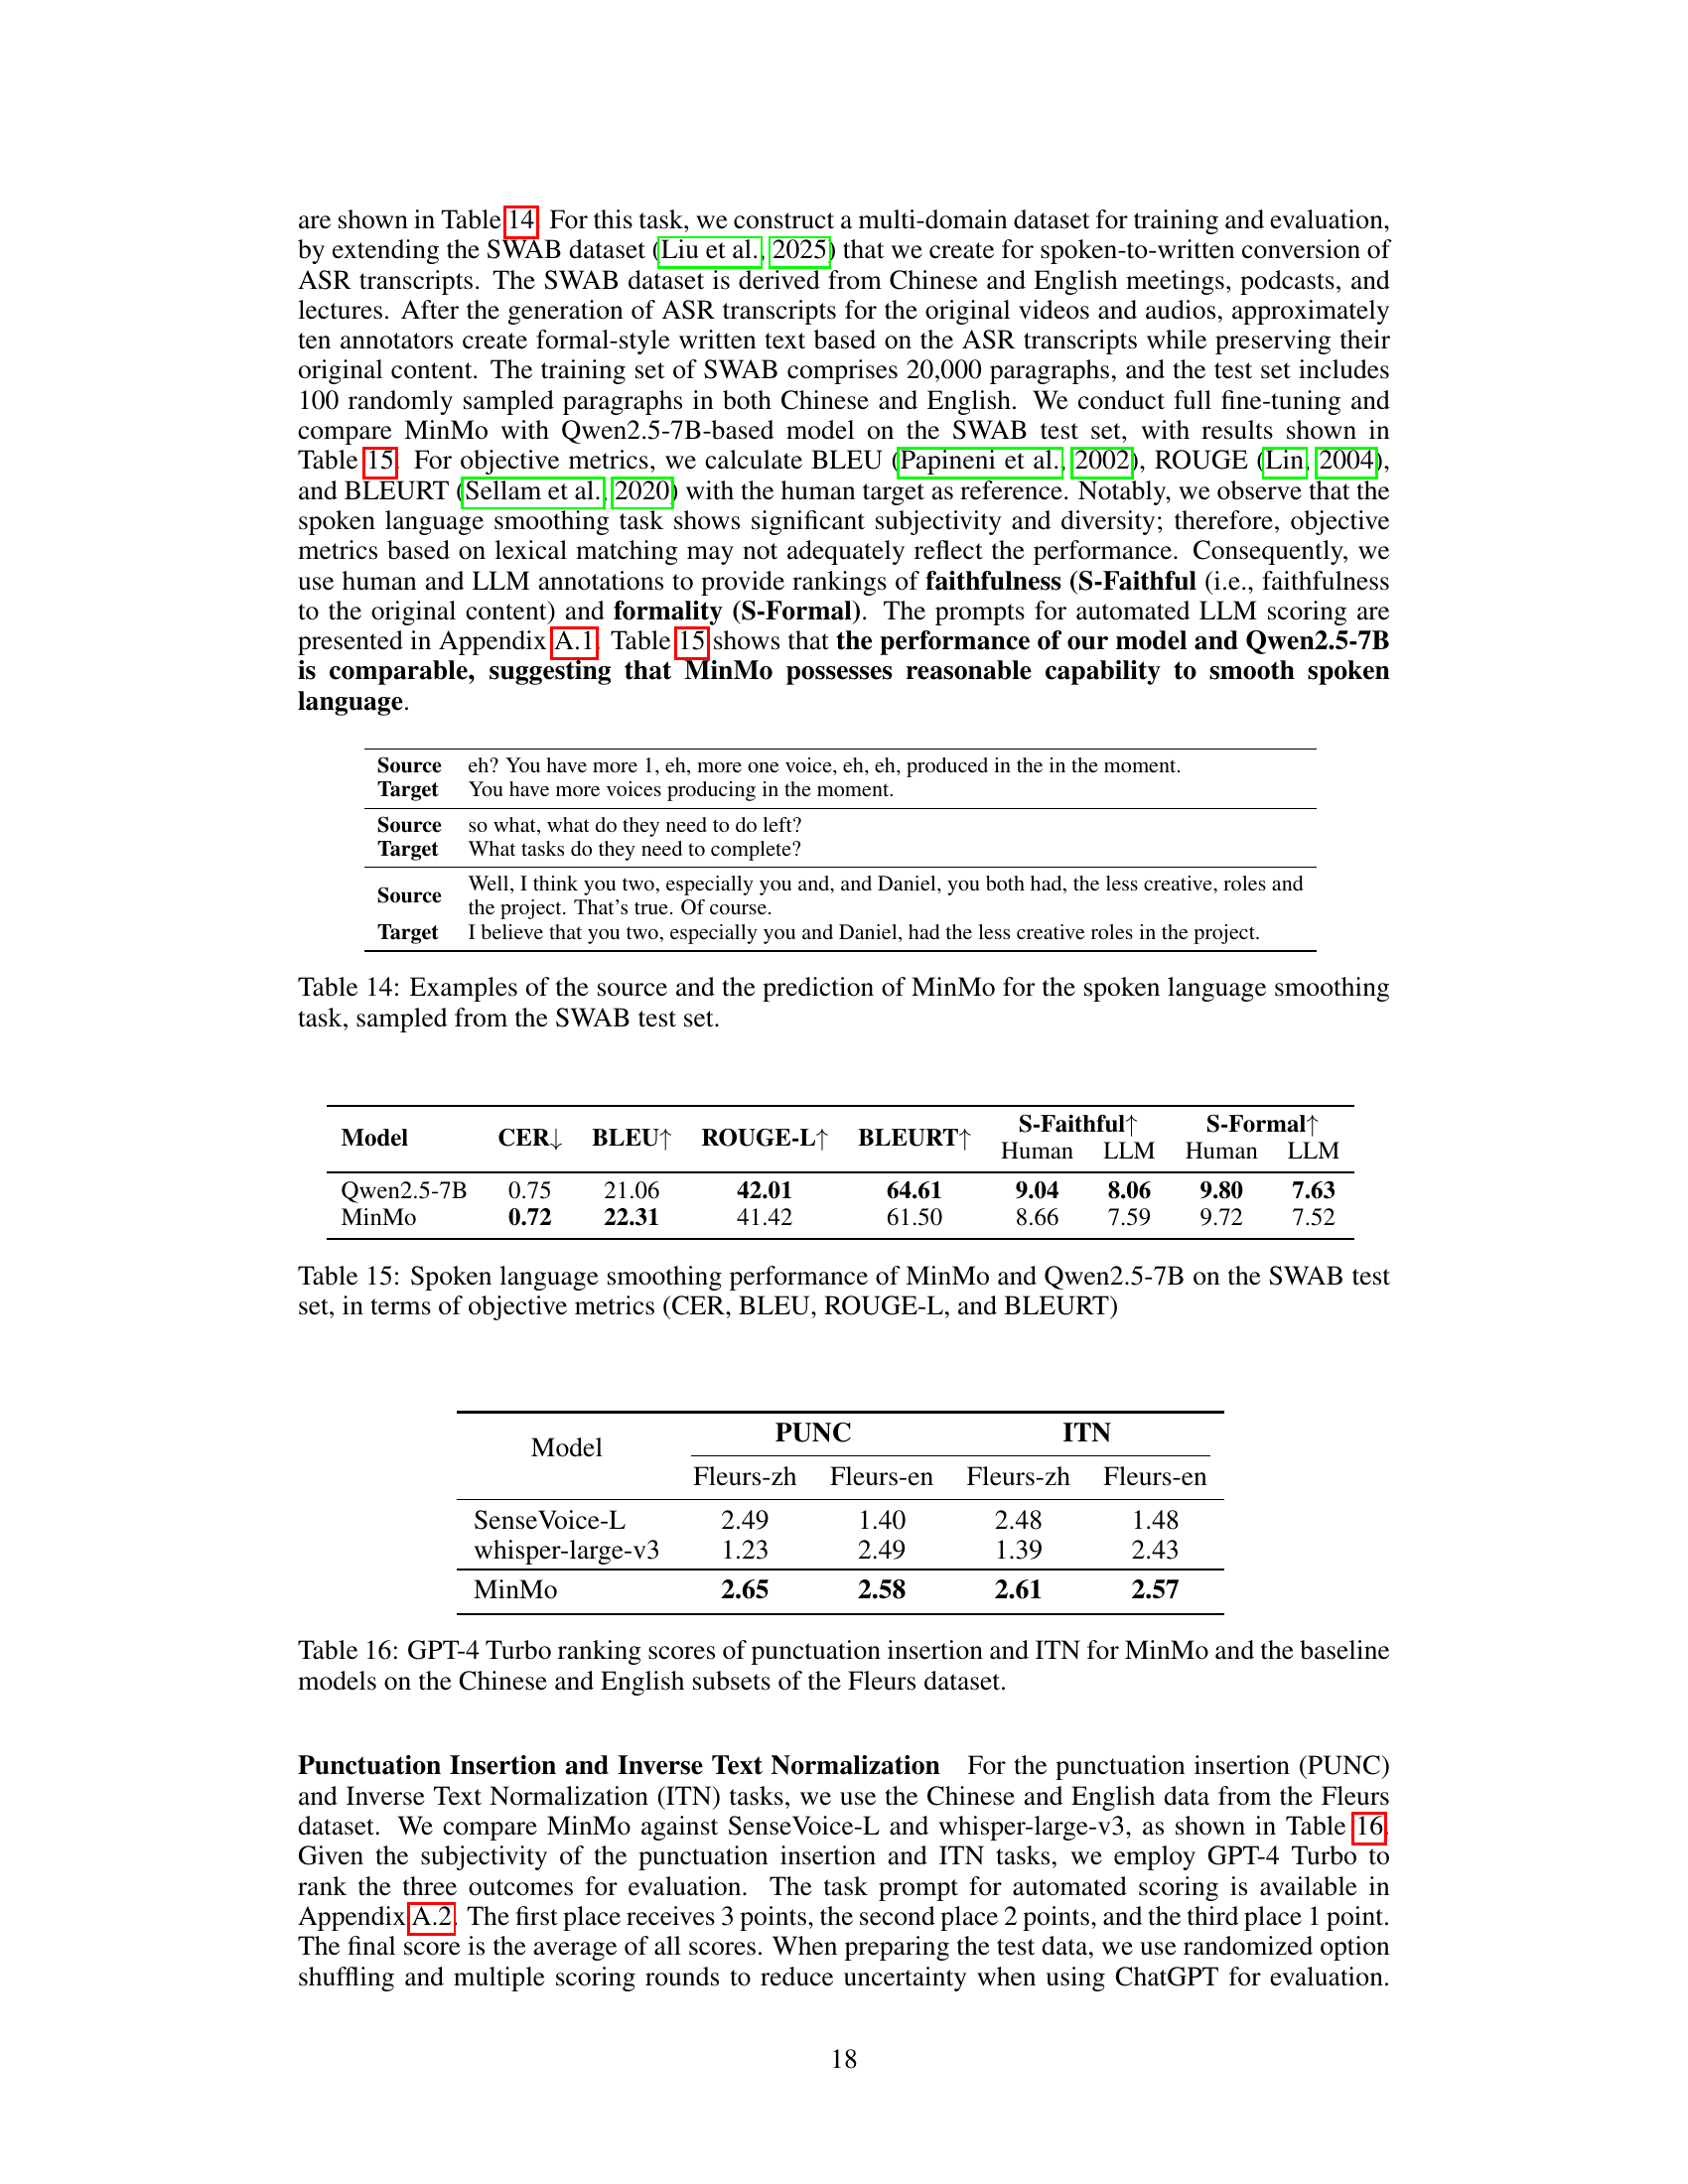 are shown in Table 14. For this task, we construct a multi-domain dataset for training and evaluation,
by extending the SWAB dataset (Liu et al., 2025) that we create for spoken-to-written conversion of
ASR transcripts. The SWAB dataset is derived from Chinese and English meetings, podcasts, and
lectures. After the generation of ASR transcripts for the original videos and audios, approximately
ten annotators create formal-style written text based on the ASR transcripts while preserving their
original content. The training set of SWAB comprises 20,000 paragraphs, and the test set includes
100 randomly sampled paragraphs in both Chinese and English. We conduct full fine-tuning and
compare MinMo with Qwen2.5-7B-based model on the SWAB test set, with results shown in
Table 15. For objective metrics, we calculate BLEU (Papineni et al., 2002), ROUGE (Lin, 2004),
and BLEURT (Sellam et al., 2020) with the human target as reference. Notably, we observe that the
spoken language smoothing task shows significant subjectivity and diversity; therefore, objective
metrics based on lexical matching may not adequately reflect the performance. Consequently, we
use human and LLM annotations to provide rankings of faithfulness (S-Faithful (i.e., faithfulness
to the original content) and formality (S-Formal). The prompts for automated LLM scoring are
presented in Appendix A.1. Table 15 shows that the performance of our model and Qwen2.5-7B
is comparable, suggesting that MinMo possesses reasonable capability to smooth spoken
language.
Source eh? You have more 1, eh, more one voice, eh, eh, produced in the in the moment.
Target You have more voices producing in the moment.
Source so what, what do they need to do left?
Target What tasks do they need to complete?
Source Well, I think you two, especially you and, and Daniel, you both had, the less creative, roles and
the project. That's true. Of course.
Target I believe that you two, especially you and Daniel, had the less creative roles in the project.
Table 14: Examples of the source and the prediction of MinMo for the spoken language smoothing
task, sampled from the SWAB test set.
Model CER↓ BLEU↑ ROUGE-L↑ BLEURT↑ S-Faithful↑ S-Formal↑
Human LLM Human LLM
Qwen2.5-7B 0.75 21.06 42.01 64.61 9.04 8.06 9.80 7.63
MinMo 0.72 22.31 41.42 61.50 8.66 7.59 9.72 7.52
Table 15: Spoken language smoothing performance of MinMo and Qwen2.5-7B on the SWAB test
set, in terms of objective metrics (CER, BLEU, ROUGE-L, and BLEURT)
Model PUNC ITN
Fleurs-zh Fleurs-en Fleurs-zh Fleurs-en
SenseVoice-L 2.49 1.40 2.48 1.48
whisper-large-v3 1.23 2.49 1.39 2.43
MinMo 2.65 2.58 2.61 2.57
Table 16: GPT-4 Turbo ranking scores of punctuation insertion and ITN for MinMo and the baseline
models on the Chinese and English subsets of the Fleurs dataset.
Punctuation Insertion and Inverse Text Normalization For the punctuation insertion (PUNC)
and Inverse Text Normalization (ITN) tasks, we use the Chinese and English data from the Fleurs
dataset. We compare MinMo against SenseVoice-L and whisper-large-v3, as shown in Table 16.
Given the subjectivity of the punctuation insertion and ITN tasks, we employ GPT-4 Turbo to
rank the three outcomes for evaluation. The task prompt for automated scoring is available in
Appendix A.2. The first place receives 3 points, the second place 2 points, and the third place 1 point.
The final score is the average of all scores. When preparing the test data, we use randomized option
shuffling and multiple scoring rounds to reduce uncertainty when using ChatGPT for evaluation.
18